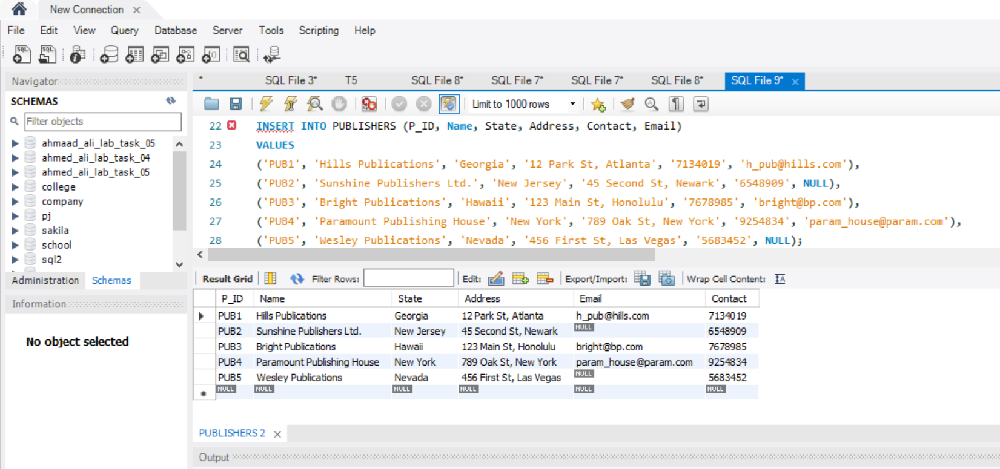 New Connection
File Edit View Query Database Server Tools Scripting Help
SQL SQL
Navigator
* SQL File 3* T5 SQL File 8* SQL File 7* SQL File 7* SQL File 8* SQL File 9*
SCHEMAS
Limit to 1000 rows
Filter objects
ahmaad_ali_lab_task_05
ahmed_ali_lab_task_04
ahmed_ali_lab_task_05
college
company
pj
sakila
school
sql2
Administration Schemas
Information
No object selected
22 INSERT INTO PUBLISHERS (P_ID, Name, State, Address, Contact, Email)
23 VALUES
24 ('PUB1', 'Hills Publications', 'Georgia', '12 Park St, Atlanta', '7134019', 'h_pub@hills.com'),
25 ('PUB2', 'Sunshine Publishers Ltd.', 'New Jersey', '45 Second St, Newark', '6548909', NULL),
26 ('PUB3', 'Bright Publications', 'Hawaii', '123 Main St, Honolulu', '7678985', 'bright@bp.com'),
27 ('PUB4', 'Paramount Publishing House', 'New York', '789 Oak St, New York', '9254834', 'param_house@param.com'),
28 ('PUB5', 'Wesley Publications', 'Nevada', '456 First St, Las Vegas', '5683452', NULL);
Result Grid Filter Rows: Edit: Export/Import: Wrap Cell Content:
P_ID Name State Address Email Contact
PUB1 Hills Publications Georgia 12 Park St, Atlanta h_pub@hills.com 7134019
PUB2 Sunshine Publishers Ltd. New Jersey 45 Second St, Newark NULL 6548909
PUB3 Bright Publications Hawaii 123 Main St, Honolulu bright@bp.com 7678985
PUB4 Paramount Publishing House New York 789 Oak St, New York param_house@param.com 9254834
PUB5 Wesley Publications Nevada 456 First St, Las Vegas NULL 5683452
NULL NULL NULL NULL NULL NULL
PUBLISHERS 2
Output